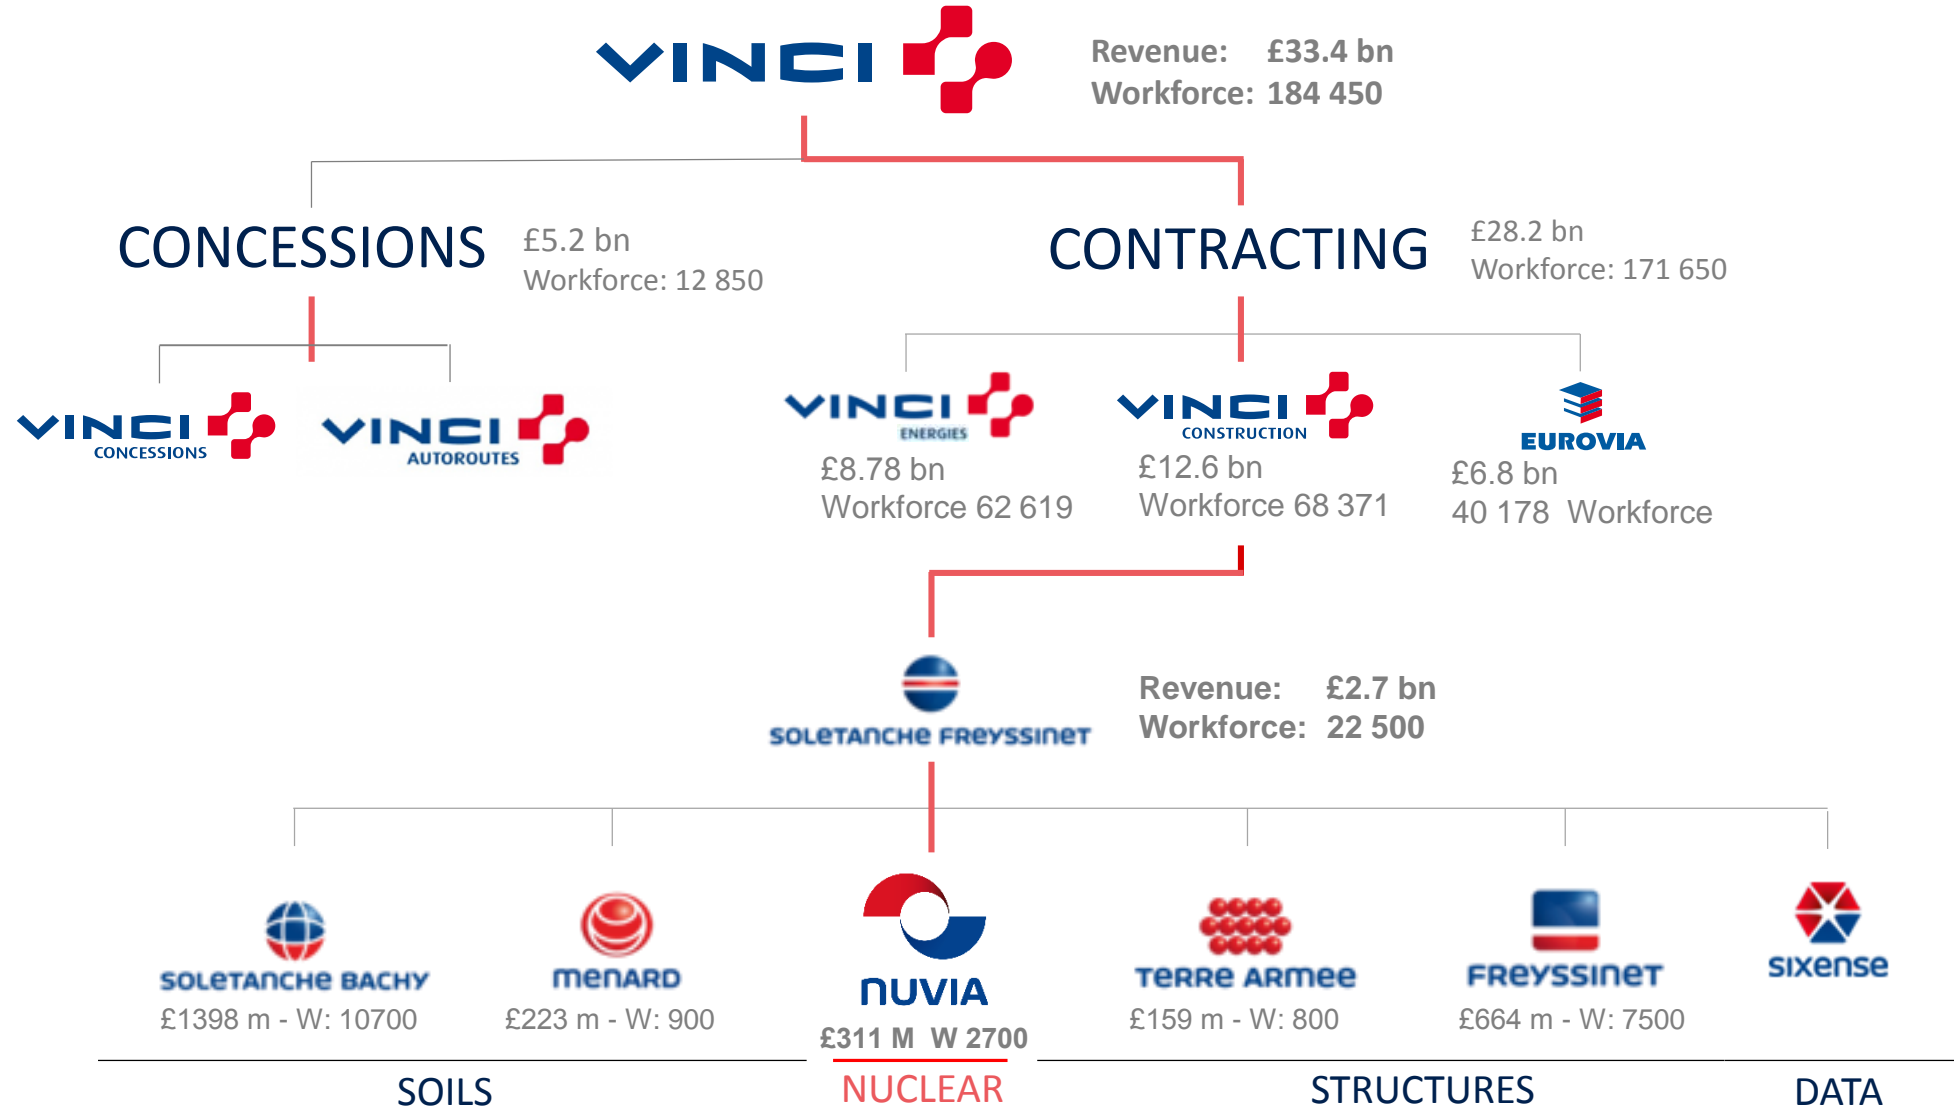 VINCI
Revenue: £33.4 bn
Workforce: 184 450
CONCESSIONS
£5.2 bn
Workforce: 12 850
CONTRACTING
£28.2 bn
Workforce: 171 650
VINCI
CONCESSIONS
VINCI
AUTOROUTES
VINCI
ENERGIES
£8.78 bn
Workforce 62 619
VINCI
CONSTRUCTION
£12.6 bn
Workforce 68 371
EUROVIA
£6.8 bn
40 178 Workforce
SOLETANCHE FREYSSINET
Revenue: £2.7 bn
Workforce: 22 500
SOLETANCHE BACHY
£1398 m - W: 10700
MENARD
£223 m - W: 900
NUVIA
£311 M W 2700
TERRE ARMEE
£159 m - W: 800
FREYSSINET
£664 m - W: 7500
SIXENSE
SOILS
NUCLEAR
STRUCTURES
DATA